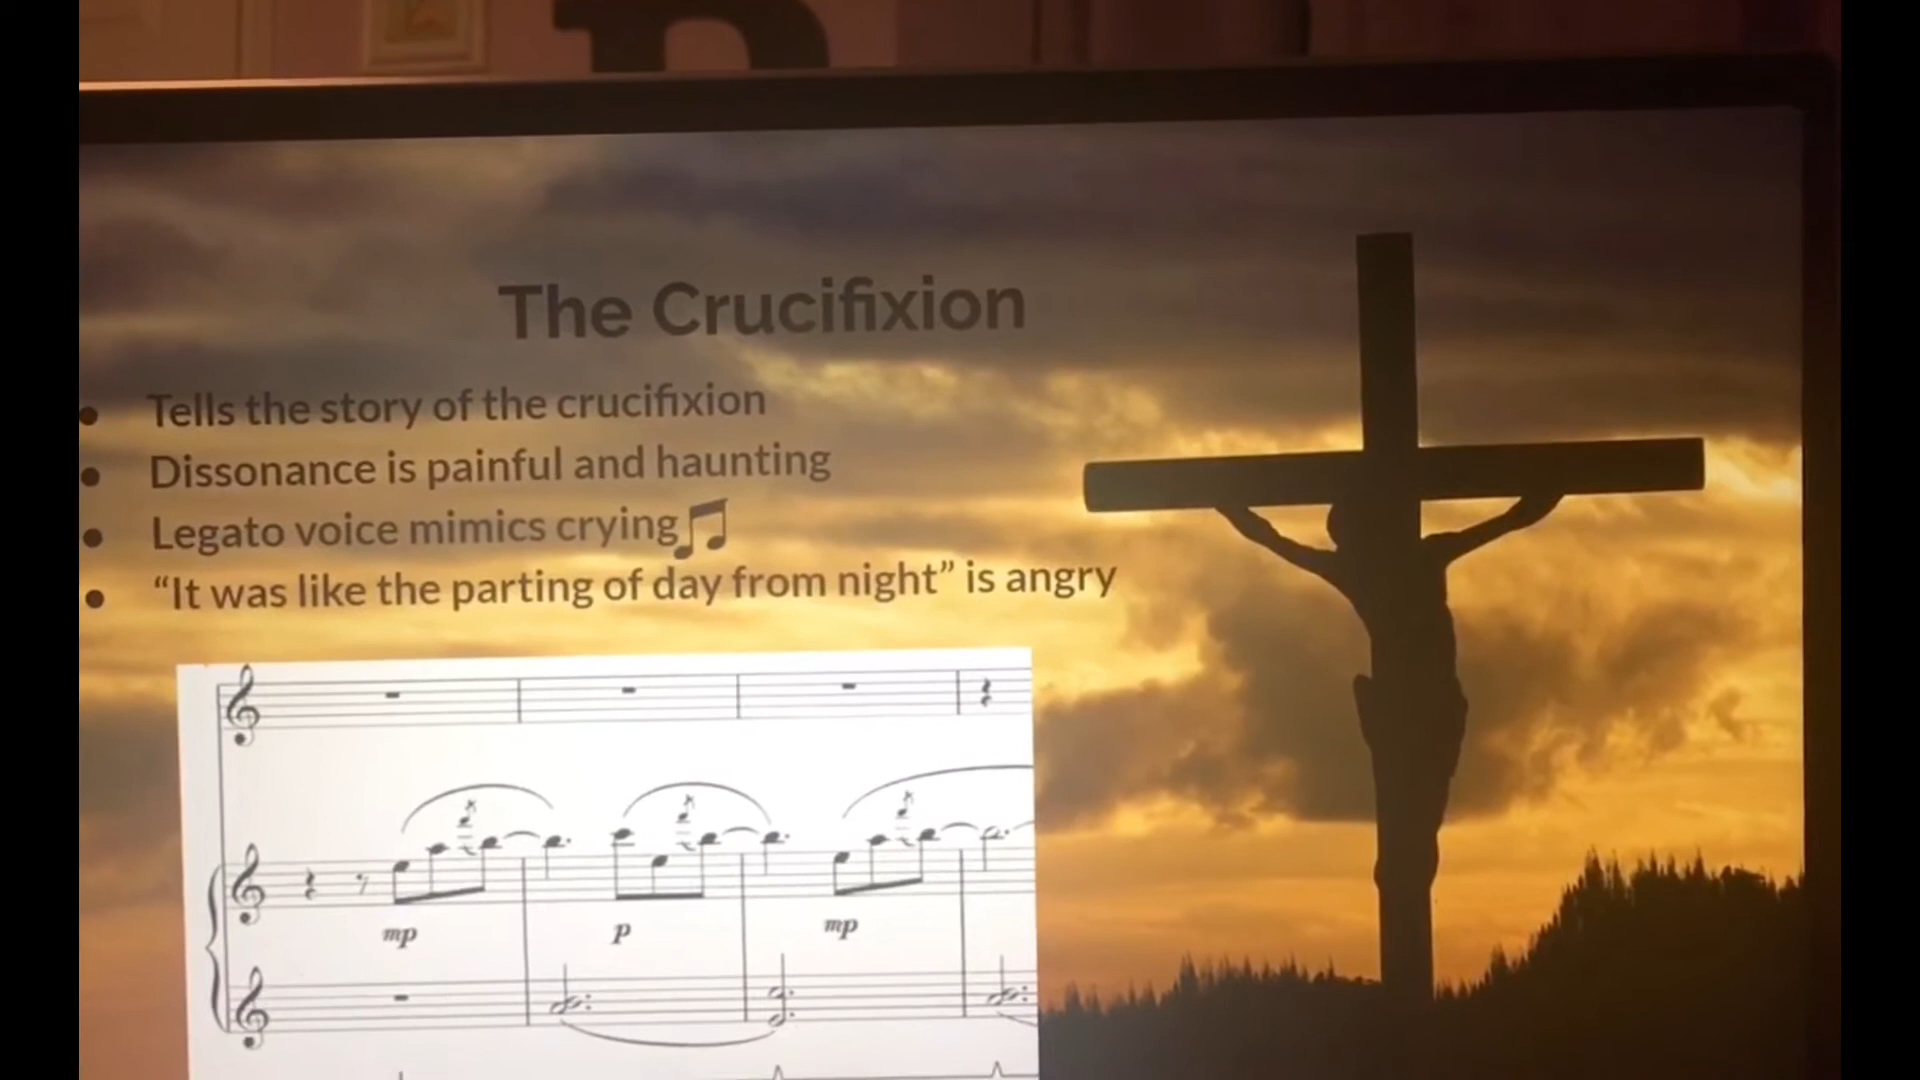 The Crucifixion
• Tells the story of the crucifixion
• Dissonance is painful and haunting
• Legato voice mimics crying
• “It was like the parting of day from night” is angry
mp p mp